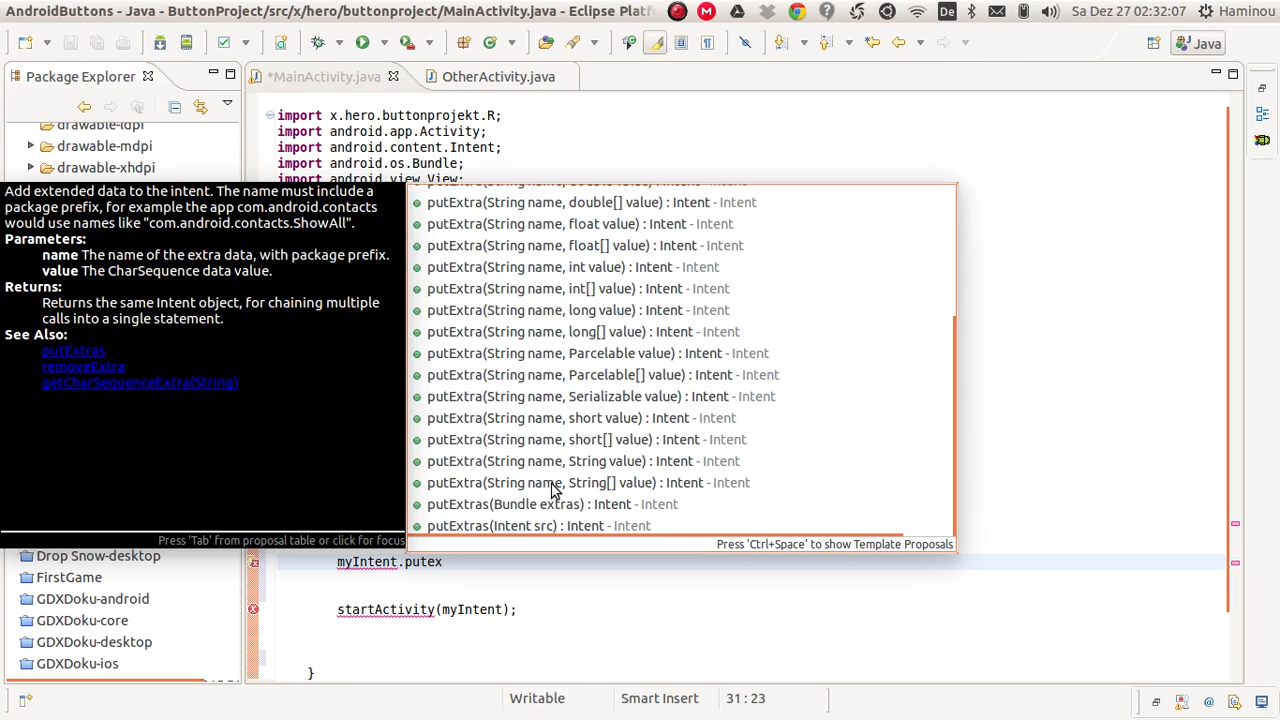 AndroidButtons - Java - ButtonProject/src/x/hero/buttonproject/MainActivity.java - Eclipse Platf
De
Sa Dez 27 02:32:07
Haminou
Java
Package Explorer
*MainActivity.java
OtherActivity.java
drawable-ldpi
drawable-mdpi
drawable-xhdpi
import x.hero.buttonprojekt.R;
import android.app.Activity;
import android.content.Intent;
import android.os.Bundle;
import android.view.View;
Add extended data to the intent. The name must include a
package prefix, for example the app com.android.contacts
would use names like "com.android.contacts.ShowAll".
Parameters:
name The name of the extra data, with package prefix.
value The CharSequence data value.
Returns:
Returns the same Intent object, for chaining multiple
calls into a single statement.
See Also:
putExtras
removeExtra
getCharSequenceExtra(String)
Press 'Tab' from proposal table or click for focus
putExtra(String name, double value) : Intent - Intent
putExtra(String name, double[] value) : Intent - Intent
putExtra(String name, float value) : Intent - Intent
putExtra(String name, float[] value) : Intent - Intent
putExtra(String name, int value) : Intent - Intent
putExtra(String name, int[] value) : Intent - Intent
putExtra(String name, long value) : Intent - Intent
putExtra(String name, long[] value) : Intent - Intent
putExtra(String name, Parcelable value) : Intent - Intent
putExtra(String name, Parcelable[] value) : Intent - Intent
putExtra(String name, Serializable value) : Intent - Intent
putExtra(String name, short value) : Intent - Intent
putExtra(String name, short[] value) : Intent - Intent
putExtra(String name, String value) : Intent - Intent
putExtra(String name, String[] value) : Intent - Intent
putExtras(Bundle extras) : Intent - Intent
putExtras(Intent src) : Intent - Intent
Press 'Ctrl+Space' to show Template Proposals
Drop Snow-desktop
FirstGame
GDXDoku-android
GDXDoku-core
GDXDoku-desktop
GDXDoku-ios
myIntent.putex
startActivity(myIntent);
}
Writable
Smart Insert
31 : 23